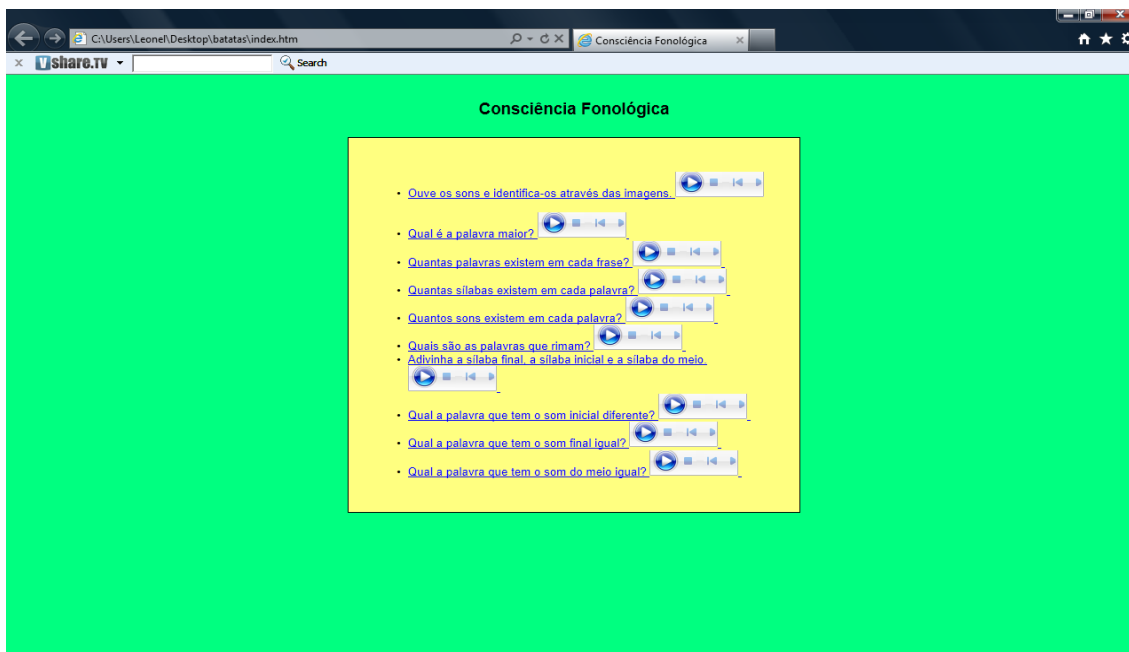 C:\Users\Leonel\Desktop\batatas\index.htm
Consciência Fonológica
Vshare.TV
Search
Consciência Fonológica
• Ouve os sons e identifica-os através das imagens.
• Qual é a palavra maior?
• Quantas palavras existem em cada frase?
• Quantas sílabas existem em cada palavra?
• Quantos sons existem em cada palavra?
• Quais são as palavras que rimam?
• Adivinha a sílaba final, a sílaba inicial e a sílaba do meio.
• Qual a palavra que tem o som inicial diferente?
• Qual a palavra que tem o som final igual?
• Qual a palavra que tem o som do meio igual?